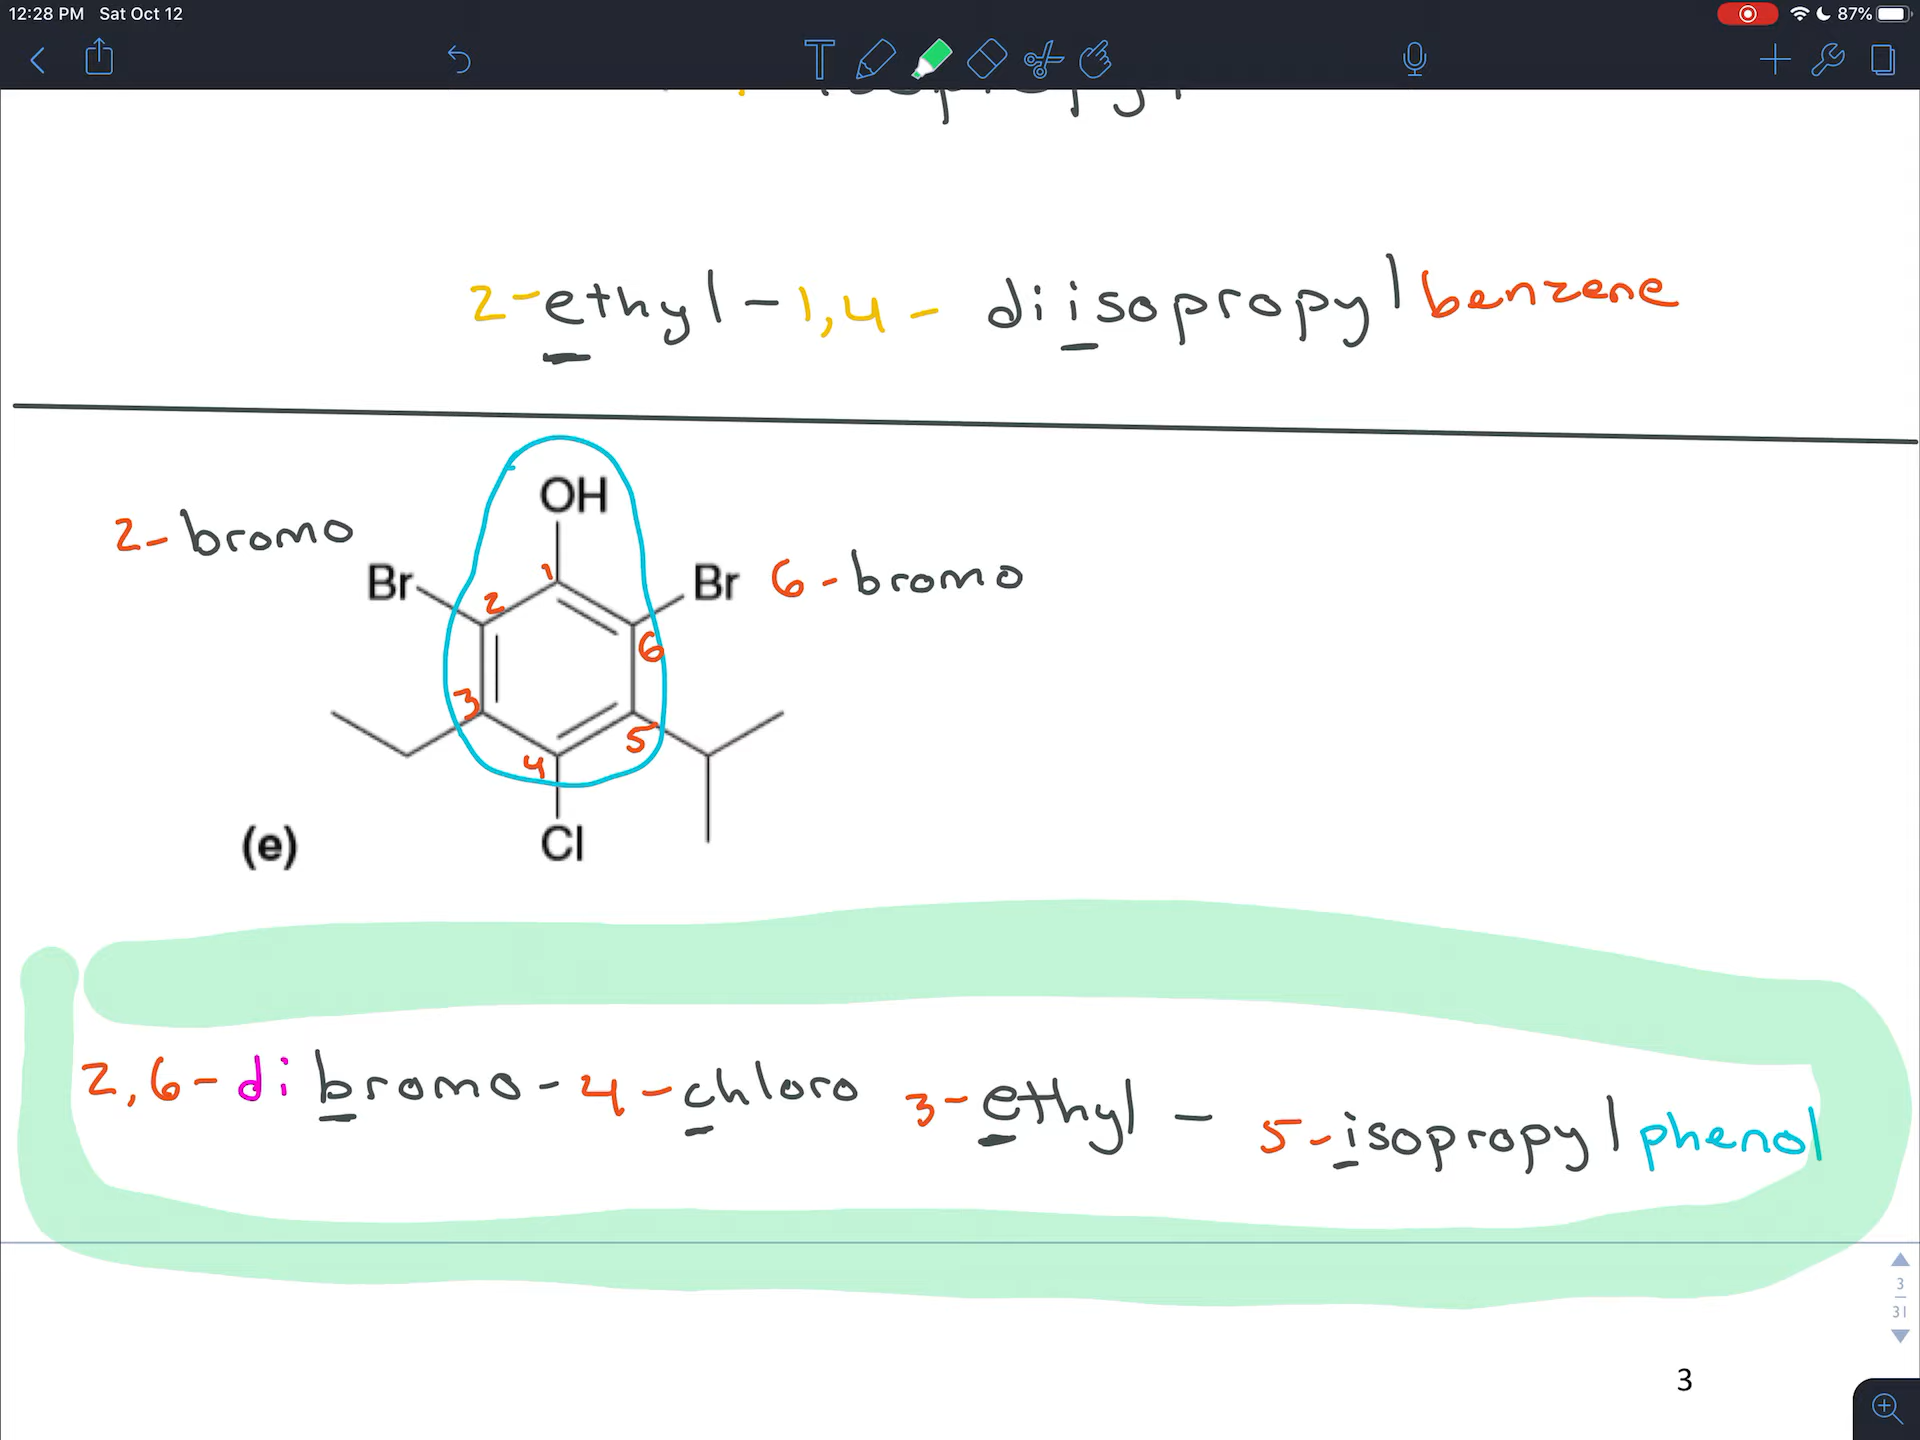 12:28 PM Sat Oct 12
87%
2-ethyl-1,4-diisopropylbenzene
OH
2-bromo
Br
Br
6-bromo
1
2
6
3
5
4
Cl
(e)
2,6-dibromo-4-chloro 3-ethyl-5-isopropylphenol
3
31
3